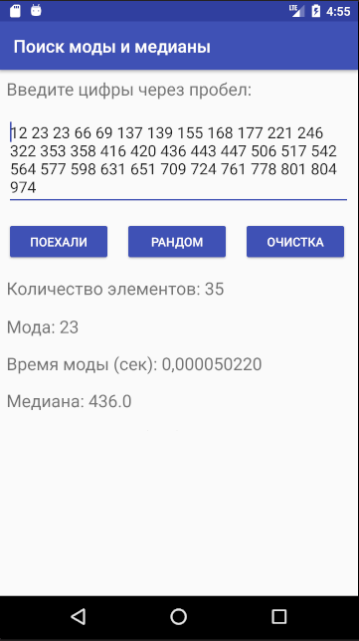 LTE 4:55
Поиск моды и медианы
Введите цифры через пробел:
12 23 23 66 69 137 139 155 168 177 221 246
322 353 358 416 420 436 443 447 506 517 542
564 577 598 631 651 709 724 761 778 801 804
974
ПОЕХАЛИ РАНДОМ ОЧИСТКА
Количество элементов: 35
Мода: 23
Время моды (сек): 0,000050220
Медиана: 436.0